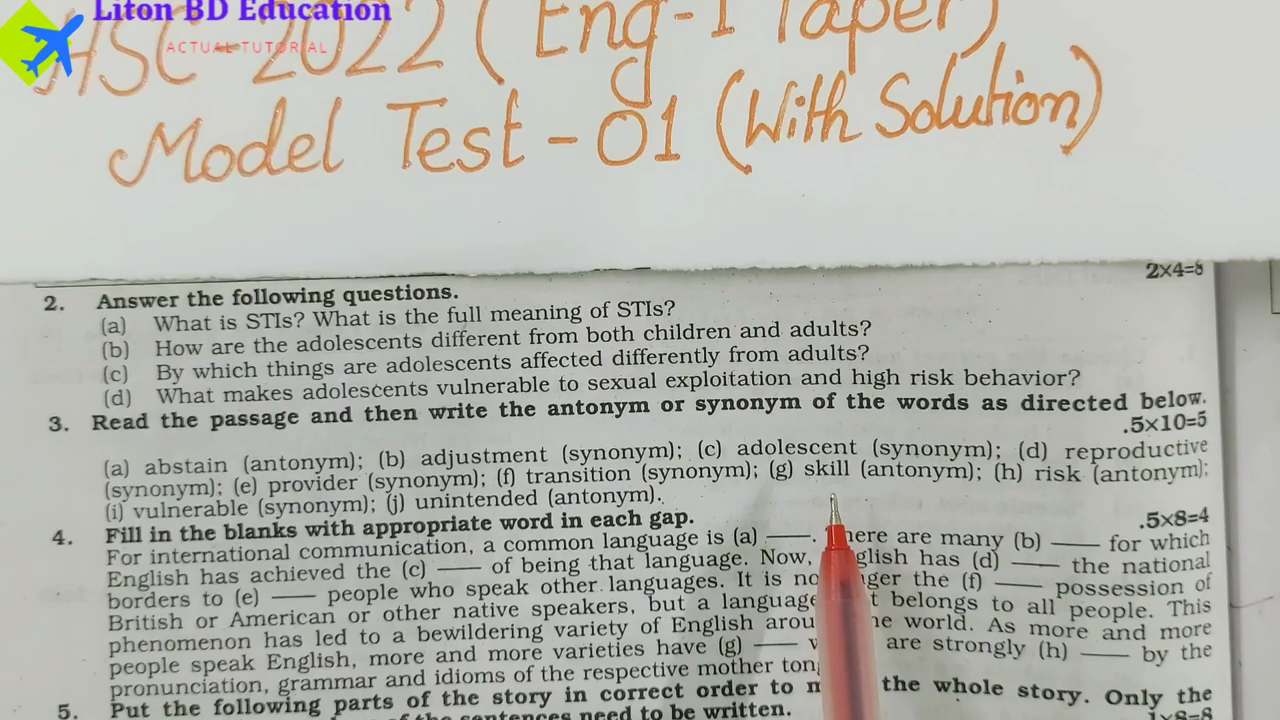 Liton BD Education
ACTUAL TUTORIAL
HSC-2022 (Eng-I Paper)
Model Test-01 (With Solution)
2. Answer the following questions. 2×4=8
(a) What is STIs? What is the full meaning of STIs?
(b) How are the adolescents different from both children and adults?
(c) By which things are adolescents affected differently from adults?
(d) What makes adolescents vulnerable to sexual exploitation and high risk behavior?
3. Read the passage and then write the antonym or synonym of the words as directed below.
.5×10=5
(a) abstain (antonym); (b) adjustment (synonym); (c) adolescent (synonym); (d) reproductive
(synonym); (e) provider (synonym); (f) transition (synonym); (g) skill (antonym); (h) risk (antonym);
(i) vulnerable (synonym); (j) unintended (antonym).
4. Fill in the blanks with appropriate word in each gap. .5×8=4
For international communication, a common language is (a) ——. here are many (b) —— for which
English has achieved the (c) —— of being that language. Now, glish has (d) —— the national
borders to (e) —— people who speak other languages. It is no ger the (f) —— possession of
British or American or other native speakers, but a language t belongs to all people. This
phenomenon has led to a bewildering variety of English arou he world. As more and more
people speak English, more and more varieties have (g) —— w are strongly (h) —— by the
pronunciation, grammar and idioms of the respective mother ton
5. Put the following parts of the story in correct order to m the whole story. Only the
of the sentences need to be written. 1×8=8